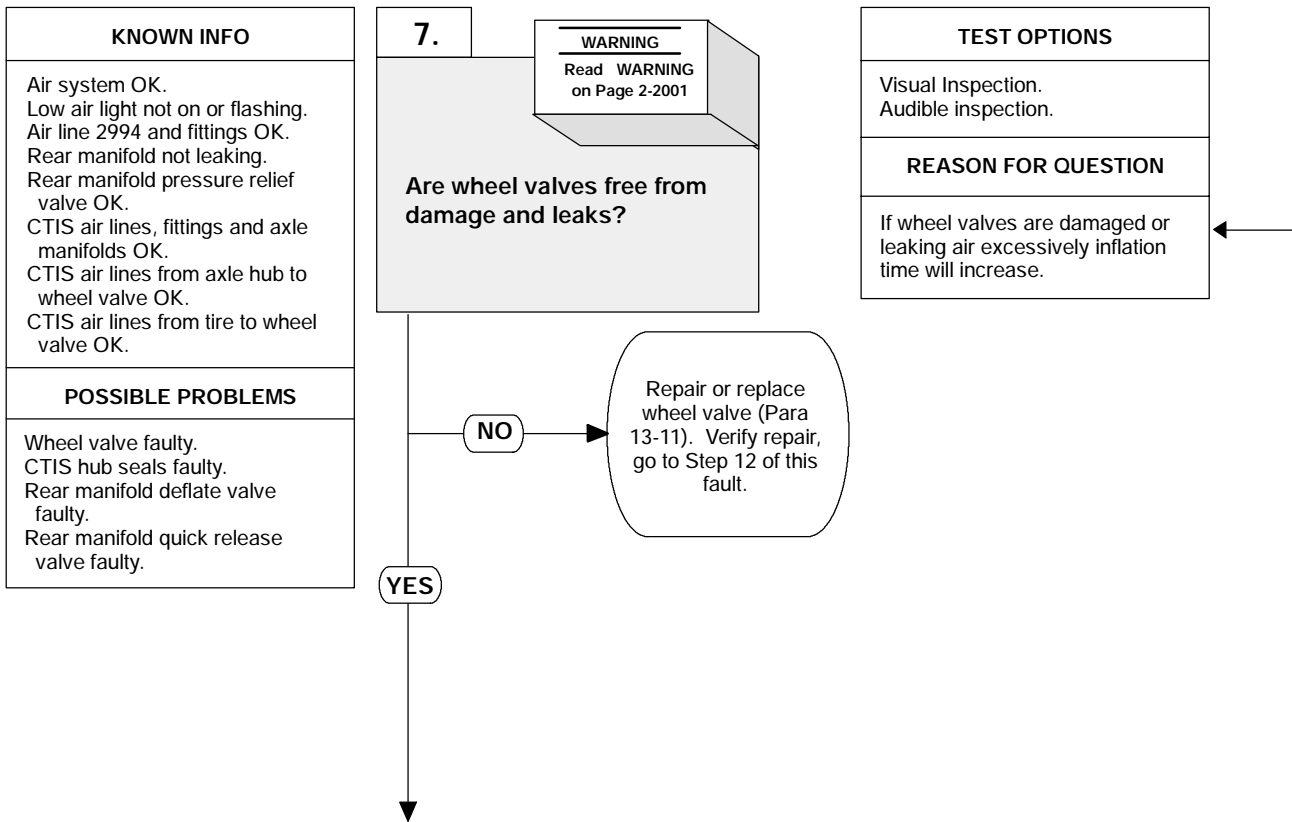 KNOWN INFO
Air system OK.
Low air light not on or flashing.
Air line 2994 and fittings OK.
Rear manifold not leaking.
Rear manifold pressure relief
valve OK.
CTIS air lines, fittings and axle
manifolds OK.
CTIS air lines from axle hub to
wheel valve OK.
CTIS air lines from tire to wheel
valve OK.
POSSIBLE PROBLEMS
Wheel valve faulty.
CTIS hub seals faulty.
Rear manifold deflate valve
faulty.
Rear manifold quick release
valve faulty.
7.
WARNING
Read WARNING
on Page 2-2001
Are wheel valves free from
damage and leaks?
NO
Repair or replace
wheel valve (Para
13-11). Verify repair,
go to Step 12 of this
fault.
YES
TEST OPTIONS
Visual Inspection.
Audible inspection.
REASON FOR QUESTION
If wheel valves are damaged or
leaking air excessively inflation
time will increase.